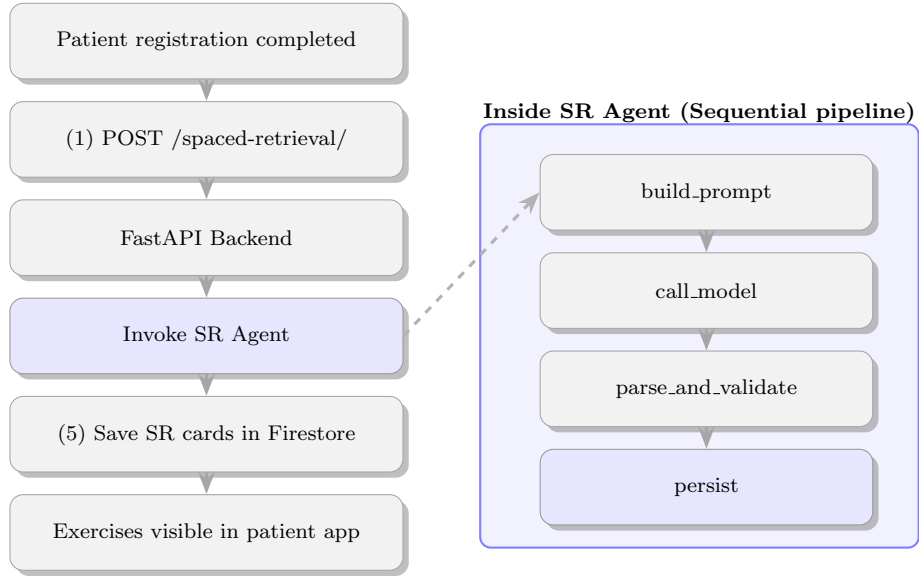 Patient registration completed
(1) POST /spaced-retrieval/
FastAPI Backend
Invoke SR Agent
(5) Save SR cards in Firestore
Exercises visible in patient app
Inside SR Agent (Sequential pipeline)
build_prompt
call_model
parse_and_validate
persist